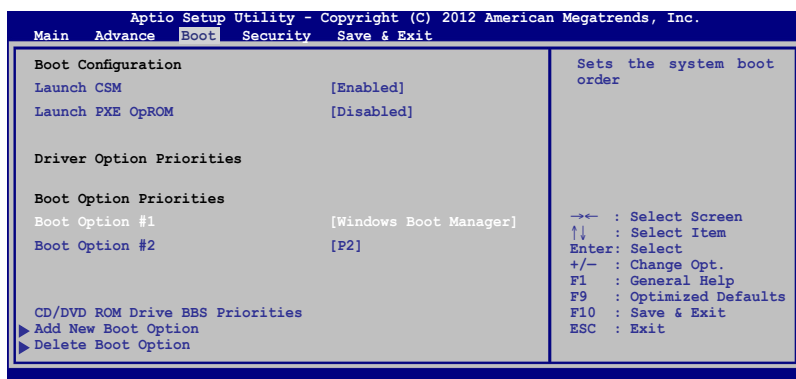 Aptio Setup Utility - Copyright (C) 2012 American Megatrends, Inc.
Main Advance Boot Security Save & Exit
Boot Configuration
Launch CSM [Enabled]
Launch PXE OpROM [Disabled]
Driver Option Priorities
Boot Option Priorities
Boot Option #1 [Windows Boot Manager]
Boot Option #2 [P2]
CD/DVD ROM Drive BBS Priorities
Add New Boot Option
Delete Boot Option
Sets the system boot
order
→← : Select Screen
↑↓ : Select Item
Enter: Select
+/— : Change Opt.
F1 : General Help
F9 : Optimized Defaults
F10 : Save & Exit
ESC : Exit